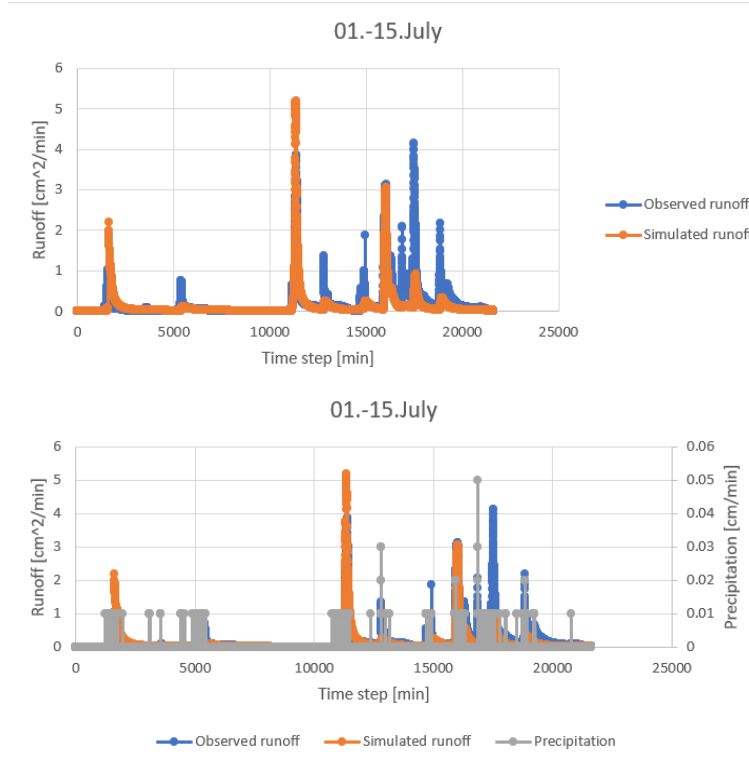 01.-15.July
6
5
4
3
2
1
0
Runoff [cm^2/min]
0 5000 10000 15000 20000 25000
Time step [min]
Observed runoff
Simulated runoff
01.-15.July
6 0.06
5 0.05
4 0.04
3 0.03
2 0.02
1 0.01
0 0
Runoff [cm^2/min]
Precipitation [cm/min]
0 5000 10000 15000 20000 25000
Time step [min]
Observed runoff Simulated runoff Precipitation